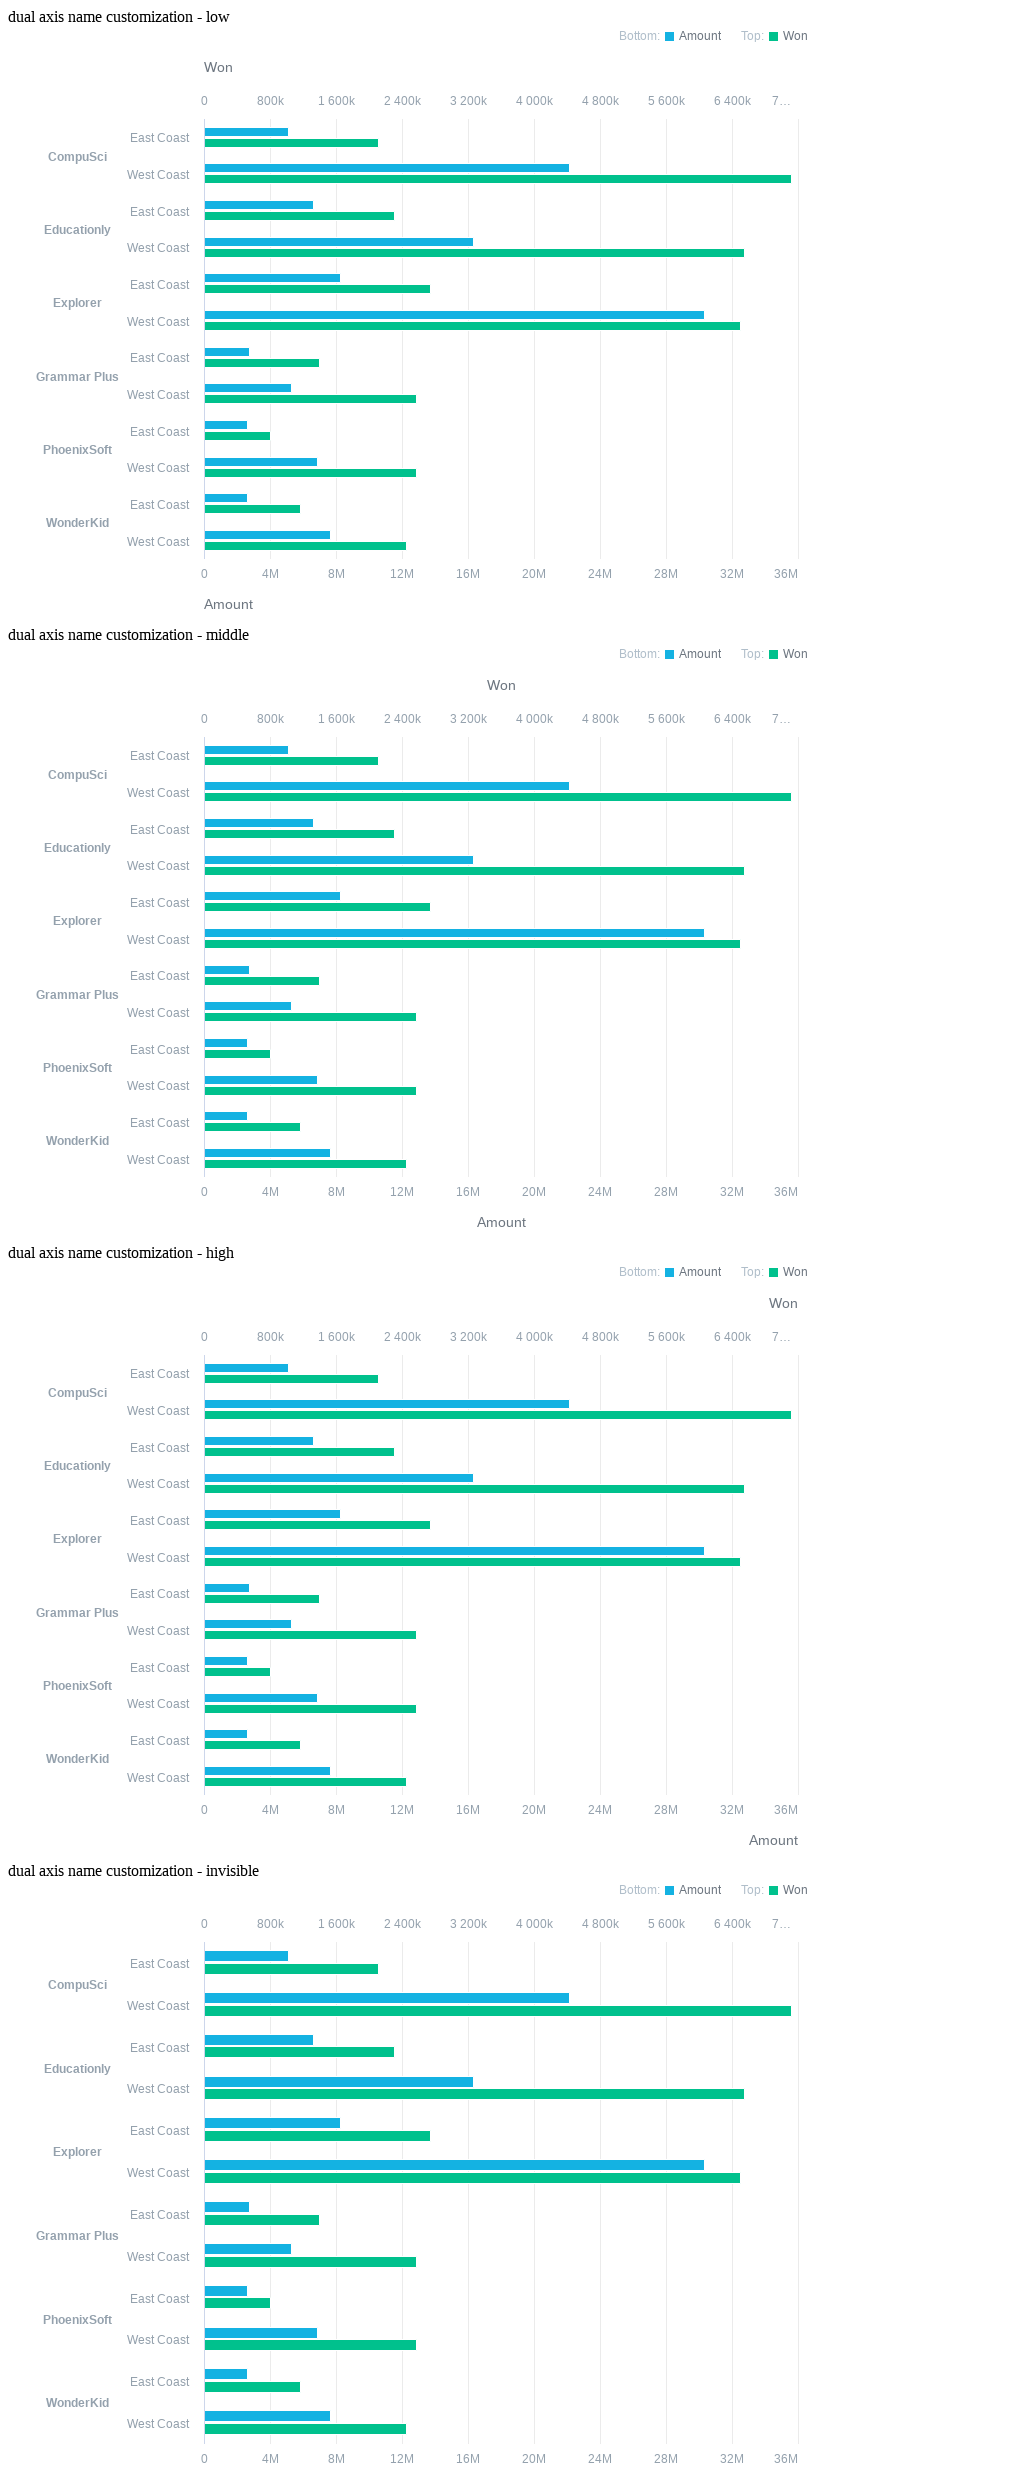 dual axis name customization - low
Bottom: Amount Top: Won
Won
0 800k 1 600k 2 400k 3 200k 4 000k 4 800k 5 600k 6 400k 7…
East Coast
CompuSci
West Coast
East Coast
Educationly
West Coast
East Coast
Explorer
West Coast
East Coast
Grammar Plus
West Coast
East Coast
PhoenixSoft
West Coast
East Coast
WonderKid
West Coast
0 4M 8M 12M 16M 20M 24M 28M 32M 36M
Amount
dual axis name customization - middle
Bottom: Amount Top: Won
Won
0 800k 1 600k 2 400k 3 200k 4 000k 4 800k 5 600k 6 400k 7…
East Coast
CompuSci
West Coast
East Coast
Educationly
West Coast
East Coast
Explorer
West Coast
East Coast
Grammar Plus
West Coast
East Coast
PhoenixSoft
West Coast
East Coast
WonderKid
West Coast
0 4M 8M 12M 16M 20M 24M 28M 32M 36M
Amount
dual axis name customization - high
Bottom: Amount Top: Won
Won
0 800k 1 600k 2 400k 3 200k 4 000k 4 800k 5 600k 6 400k 7…
East Coast
CompuSci
West Coast
East Coast
Educationly
West Coast
East Coast
Explorer
West Coast
East Coast
Grammar Plus
West Coast
East Coast
PhoenixSoft
West Coast
East Coast
WonderKid
West Coast
0 4M 8M 12M 16M 20M 24M 28M 32M 36M
Amount
dual axis name customization - invisible
Bottom: Amount Top: Won
0 800k 1 600k 2 400k 3 200k 4 000k 4 800k 5 600k 6 400k 7…
East Coast
CompuSci
West Coast
East Coast
Educationly
West Coast
East Coast
Explorer
West Coast
East Coast
Grammar Plus
West Coast
East Coast
PhoenixSoft
West Coast
East Coast
WonderKid
West Coast
0 4M 8M 12M 16M 20M 24M 28M 32M 36M